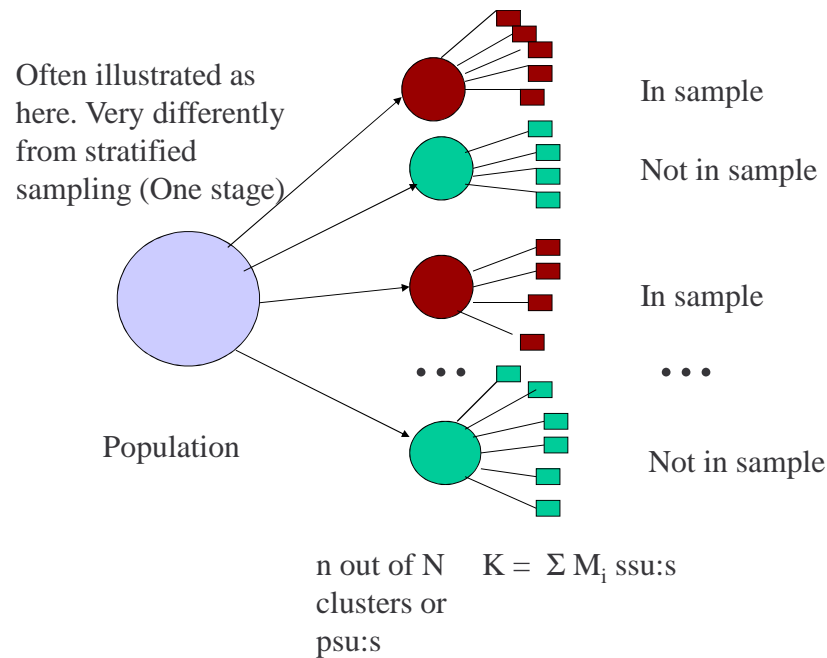 Often illustrated as
here. Very differently
from stratified
sampling (One stage)
In sample
Not in sample
In sample
• • •
• • •
Population
Not in sample
n out of N
clusters or
psu:s
K = Σ Mᵢ ssu:s